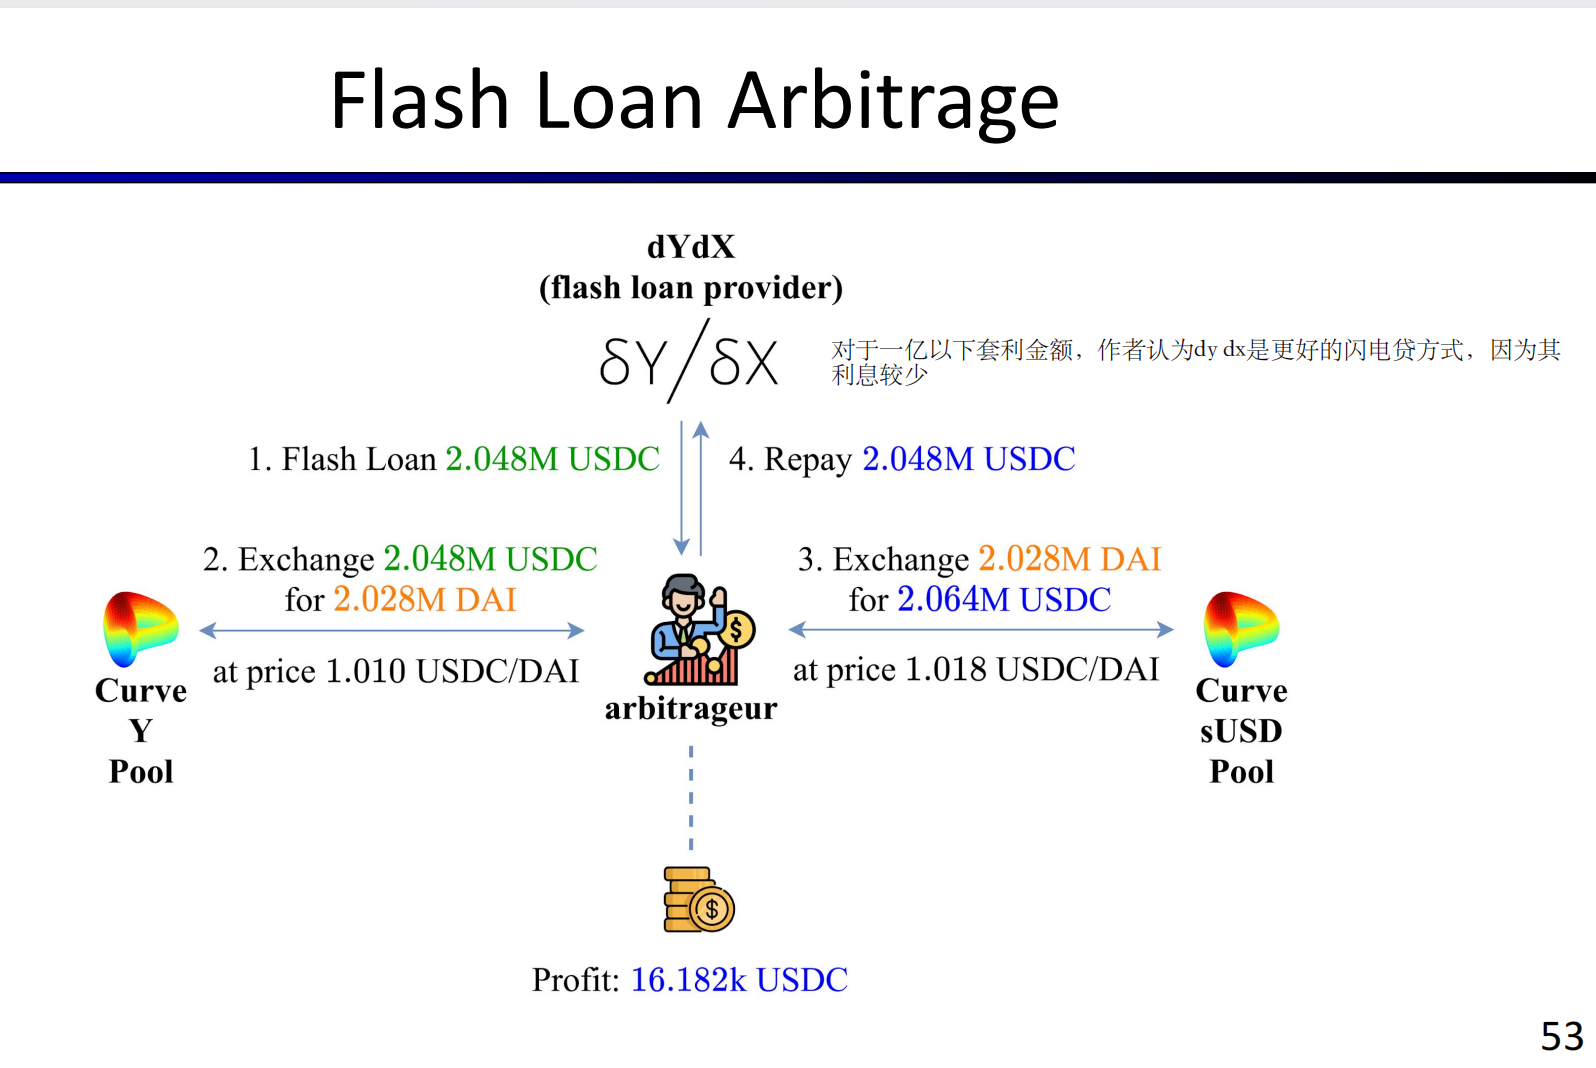 Flash Loan Arbitrage
dYdX
(flash loan provider)
δY/δX
对于一亿以下套利金额，作者认为dy dx是更好的闪电贷方式，因为其
利息较少
1. Flash Loan 2.048M USDC
4. Repay 2.048M USDC
2. Exchange 2.048M USDC
for 2.028M DAI
at price 1.010 USDC/DAI
3. Exchange 2.028M DAI
for 2.064M USDC
at price 1.018 USDC/DAI
Curve
Y
Pool
arbitrageur
Curve
sUSD
Pool
Profit: 16.182k USDC
53